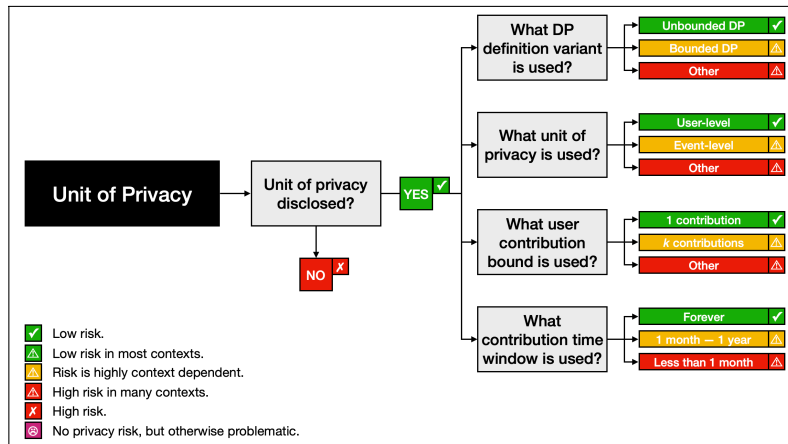 Unit of Privacy
Unit of privacy
disclosed?
YES
NO
What DP
definition variant
is used?
Unbounded DP
Bounded DP
Other
What unit of
privacy is used?
User-level
Event-level
Other
What user
contribution
bound is used?
1 contribution
k contributions
Other
What
contribution time
window is used?
Forever
1 month — 1 year
Less than 1 month
Low risk.
Low risk in most contexts.
Risk is highly context dependent.
High risk in many contexts.
High risk.
No privacy risk, but otherwise problematic.